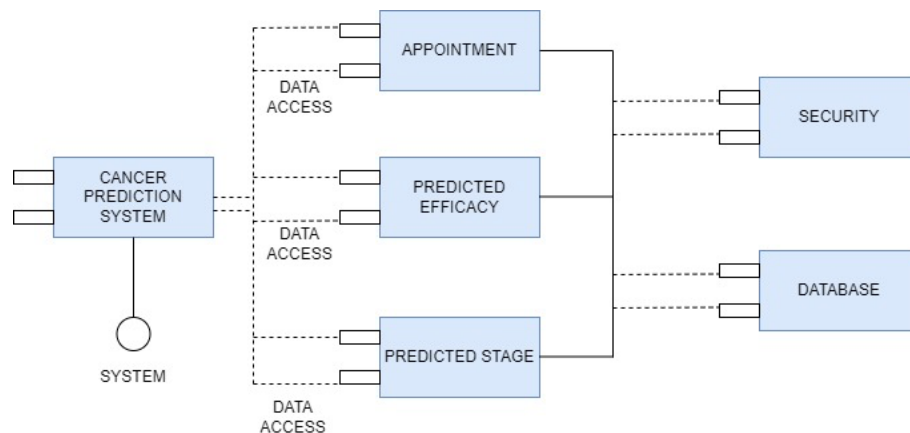 APPOINTMENT
DATA
ACCESS
SECURITY
CANCER
PREDICTION
SYSTEM
PREDICTED
EFFICACY
DATA
ACCESS
DATABASE
SYSTEM
PREDICTED STAGE
DATA
ACCESS